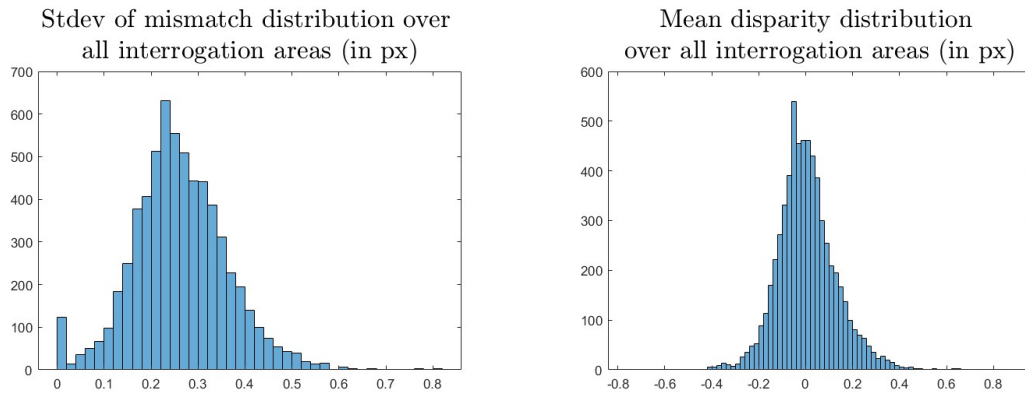 Stdev of mismatch distribution over
all interrogation areas (in px)
700
600
500
400
300
200
100
0
0 0.1 0.2 0.3 0.4 0.5 0.6 0.7 0.8
Mean disparity distribution
over all interrogation areas (in px)
600
500
400
300
200
100
0
-0.8 -0.6 -0.4 -0.2 0 0.2 0.4 0.6 0.8